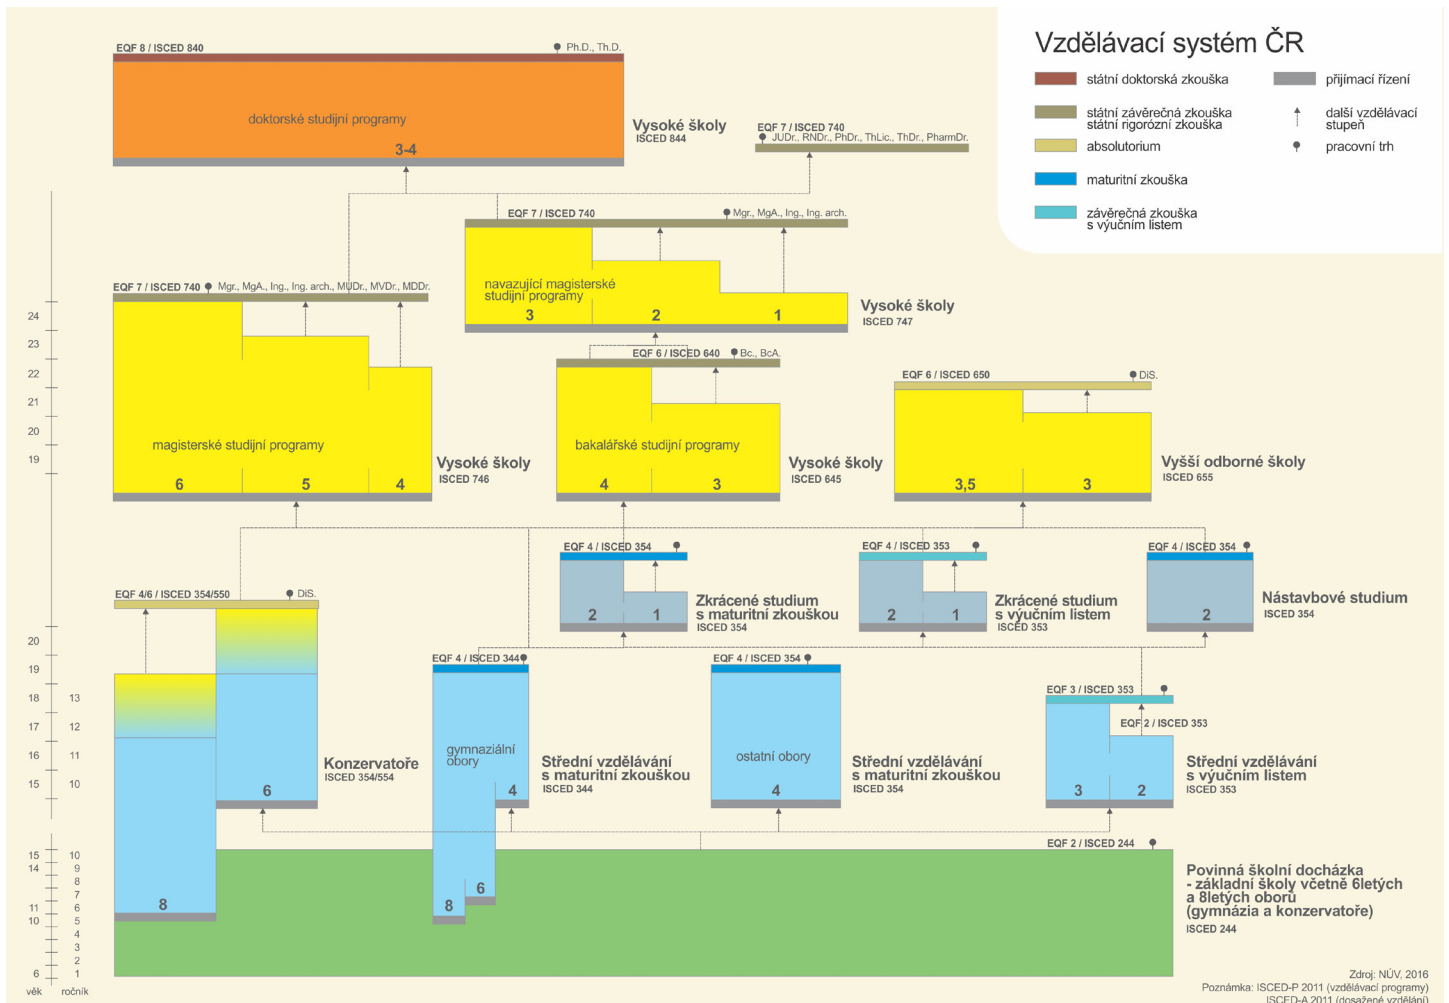 Vzdělávací systém ČR
státní doktorská zkouška
státní závěrečná zkouška
státní rigorózní zkouška
absolutorium
maturitní zkouška
závěrečná zkouška
s výučním listem
přijímací řízení
další vzdělávací
stupeň
pracovní trh
EQF 8 / ISCED 840
Ph.D., Th.D.
doktorské studijní programy
3-4
Vysoké školy
ISCED 844
EQF 7 / ISCED 740
JUDr., RNDr., PhDr., ThLic., ThDr., PharmDr.
EQF 7 / ISCED 740
Mgr., MgA., Ing., Ing. arch.
navazující magisterské
studijní programy
3
2
1
Vysoké školy
ISCED 747
EQF 7 / ISCED 740
Mgr., MgA., Ing., Ing. arch., MUDr., MVDr., MDDr.
magisterské studijní programy
6
5
4
Vysoké školy
ISCED 746
EQF 6 / ISCED 640
Bc., BcA.
bakalářské studijní programy
4
3
Vysoké školy
ISCED 645
EQF 6 / ISCED 650
DiS.
3,5
3
Vyšší odborné školy
ISCED 655
24
23
22
21
20
19
EQF 4 / ISCED 354
2
1
Zkrácené studium
s maturitní zkouškou
ISCED 354
EQF 4 / ISCED 353
2
1
Zkrácené studium
s výučním listem
ISCED 353
EQF 4 / ISCED 354
2
Nástavbové studium
ISCED 354
EQF 4/6 / ISCED 354/550
DiS.
8
6
Konzervatoře
ISCED 354/554
EQF 4 / ISCED 344
gymnaziální
obory
4
6
8
Střední vzdělávání
s maturitní zkouškou
ISCED 344
EQF 4 / ISCED 354
ostatní obory
4
Střední vzdělávání
s maturitní zkouškou
ISCED 354
EQF 3 / ISCED 353
EQF 2 / ISCED 353
3
2
Střední vzdělávání
s výučním listem
ISCED 353
20
19
18 13
17 12
16 11
15 10
EQF 2 / ISCED 244
Povinná školní docházka
- základní školy včetně 6letých
a 8letých oborů
(gymnázia a konzervatoře)
ISCED 244
15 10
14 9
8
7
11 6
10 5
4
3
2
6 1
věk ročník
Zdroj: NÚV, 2016
Poznámka: ISCED-P 2011 (vzdělávací programy)
ISCED-A 2011 (dosažené vzdělání)